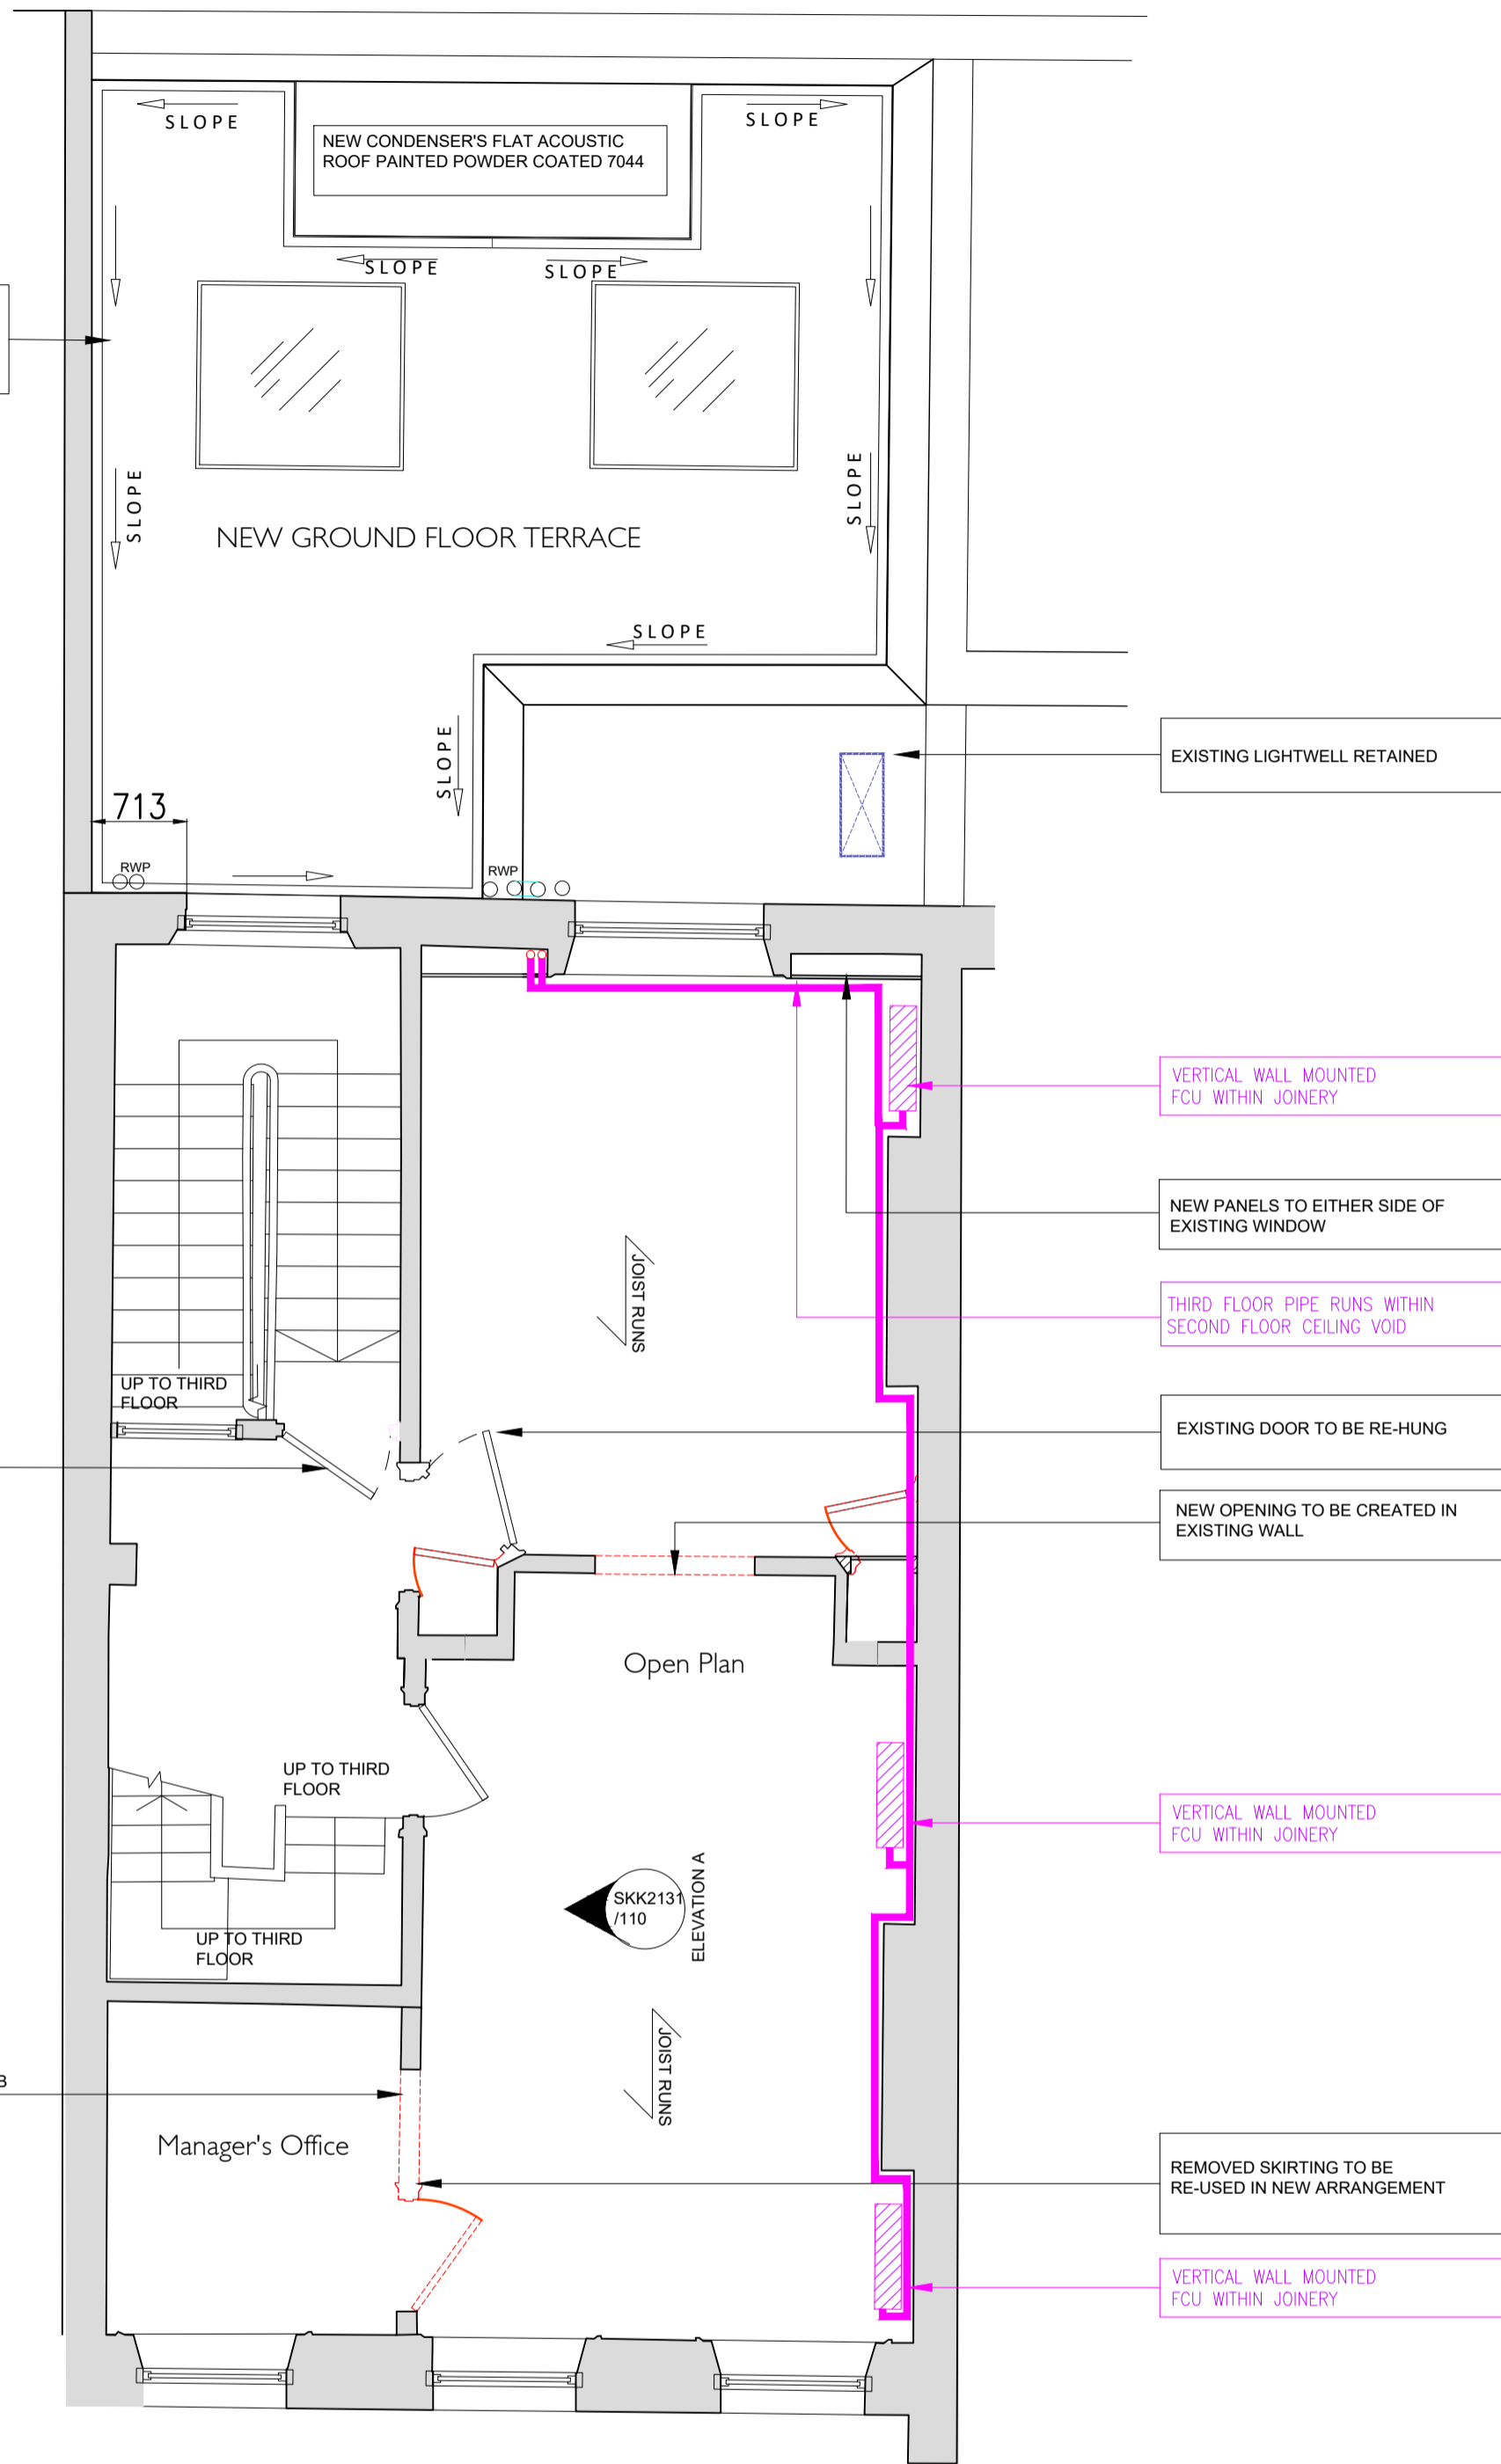 SLOPE
SLOPE
NEW CONDENSER'S FLAT ACOUSTIC
ROOF PAINTED POWDER COATED 7044
SLOPE
SLOPE
SLOPE
SLOPE
NEW GROUND FLOOR TERRACE
SLOPE
SLOPE
EXISTING LIGHTWELL RETAINED
713
RWP
RWP
VERTICAL WALL MOUNTED
FCU WITHIN JOINERY
NEW PANELS TO EITHER SIDE OF
EXISTING WINDOW
JOIST RUNS
THIRD FLOOR PIPE RUNS WITHIN
SECOND FLOOR CEILING VOID
UP TO THIRD
FLOOR
EXISTING DOOR TO BE RE-HUNG
NEW OPENING TO BE CREATED IN
EXISTING WALL
Open Plan
UP TO THIRD
FLOOR
VERTICAL WALL MOUNTED
FCU WITHIN JOINERY
SKK2131
/110
ELEVATION A
UP TO THIRD
FLOOR
JOIST RUNS
Manager's Office
REMOVED SKIRTING TO BE
RE-USED IN NEW ARRANGEMENT
VERTICAL WALL MOUNTED
FCU WITHIN JOINERY